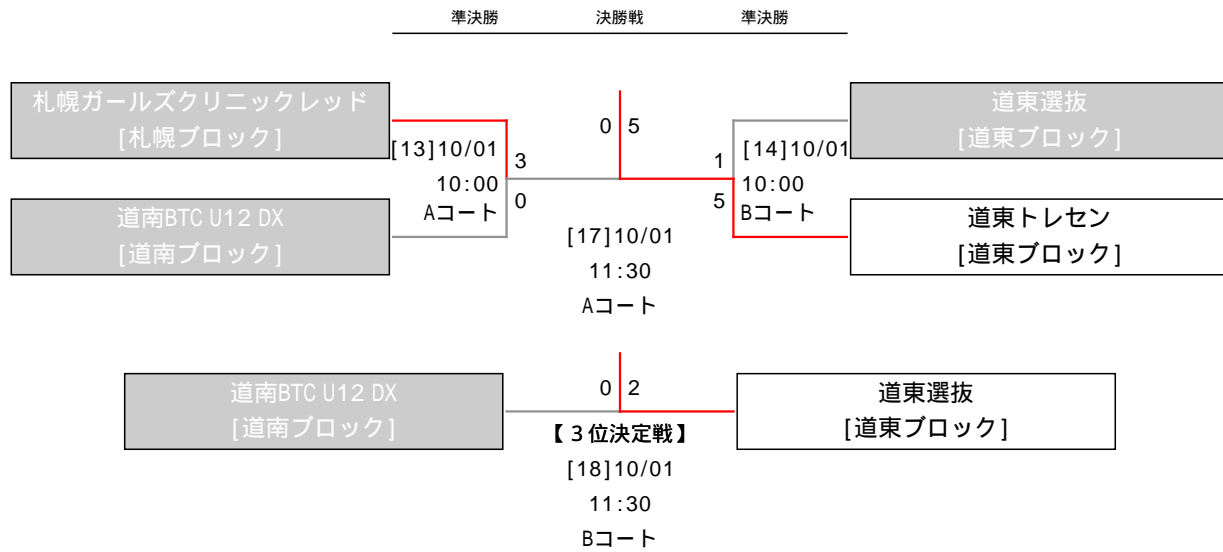 準決勝 決勝戦 準決勝
札幌ガールズクリニックレッド
[札幌ブロック]
道東選抜
[道東ブロック]
0 5
[13]10/01
10:00
Aコート
3
0
1
5
[14]10/01
10:00
Bコート
道南BTC U12 DX
[道南ブロック]
道東トレセン
[道東ブロック]
[17]10/01
11:30
Aコート
道南BTC U12 DX
[道南ブロック]
0 2
道東選抜
[道東ブロック]
【３位決定戦】
[18]10/01
11:30
Bコート